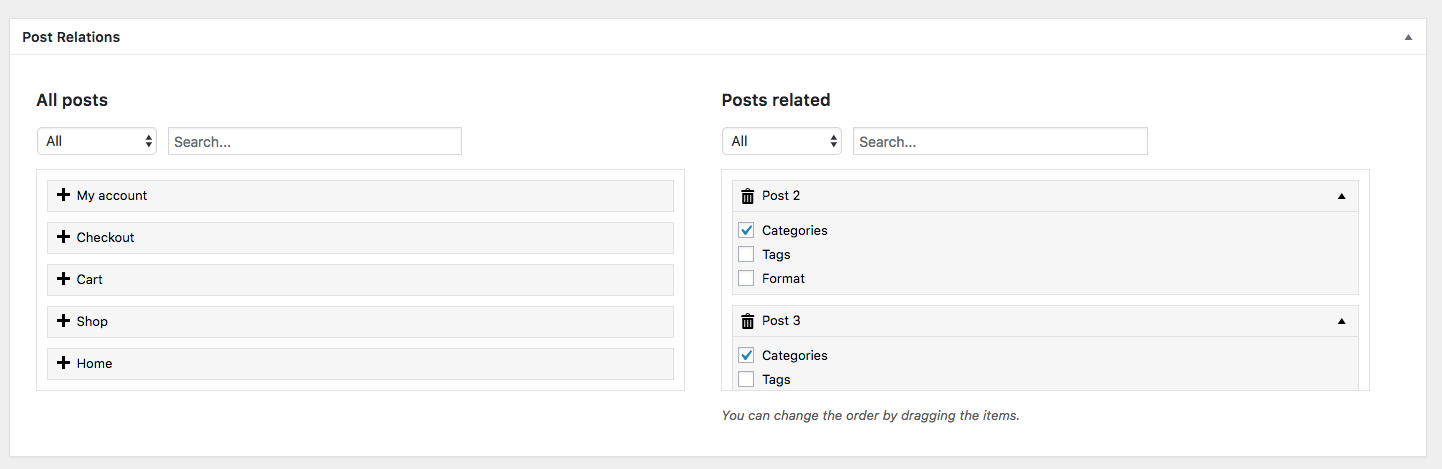 Post Relations
All posts
All
Search...
My account
Checkout
Cart
Shop
Home
Posts related
All
Search...
Post 2
Categories
Tags
Format
Post 3
Categories
Tags
You can change the order by dragging the items.